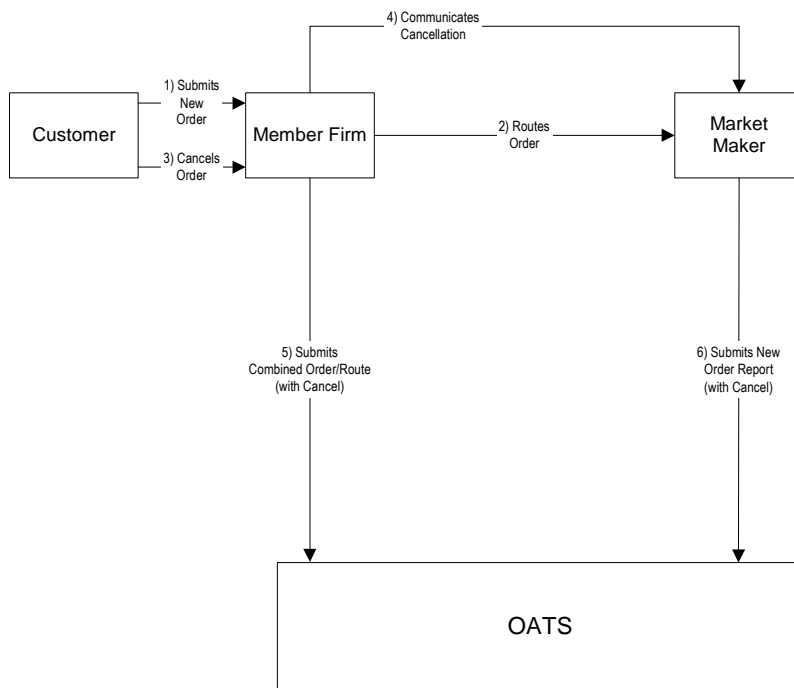 4) Communicates
Cancellation
1) Submits
New
Order
Customer
Member Firm
2) Routes
Order
Market
Maker
3) Cancels
Order
5) Submits
Combined Order/Route
(with Cancel)
6) Submits New
Order Report
(with Cancel)
OATS